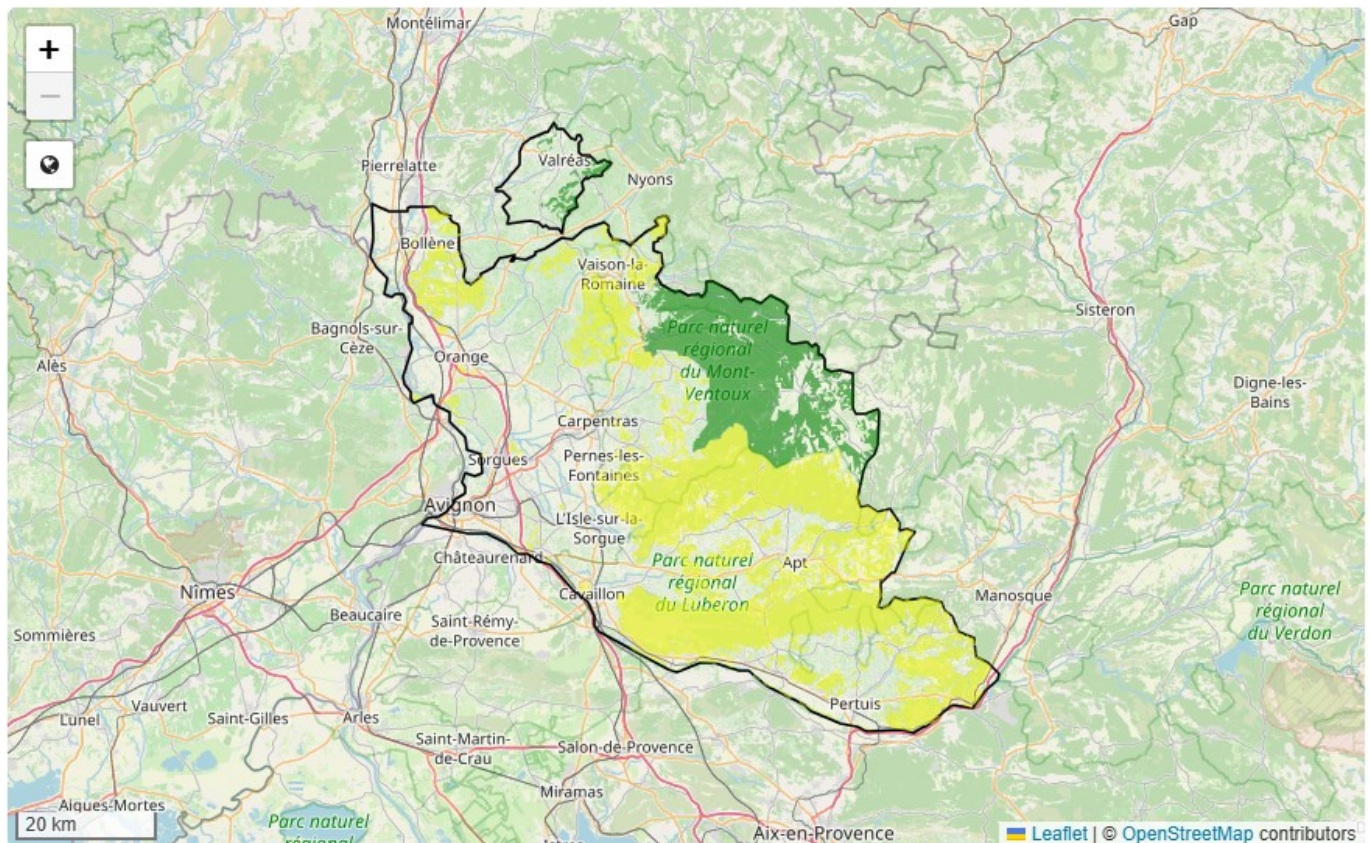 +
−
Montélimar
Gap
Valréas
Pierrelatte
Nyons
Bollène
Vaison-la-
Romaine
Sisteron
Parc naturel
régional
du Mont-
Ventoux
Bagnols-sur-
Cèze
Orange
Alès
Digne-les-
Bains
Carpentras
Sorgues
Pernes-les-
Fontaines
Avignon
L'Isle-sur-la-
Sorgue
Châteaurenard
Parc naturel
régional
du Luberon
Apt
Nîmes
Cavaillon
Manosque
Parc naturel
régional
du Verdon
Beaucaire
Saint-Rémy-
de-Provence
Sommières
Pertuis
Vauvert
Lunel
Saint-Gilles
Arles
Saint-Martin-
de-Crau
Salon-de-Provence
Miramas
Aigues-Mortes
20 km
Parc naturel
régional
Aix-en-Provence
Leaflet | © OpenStreetMap contributors